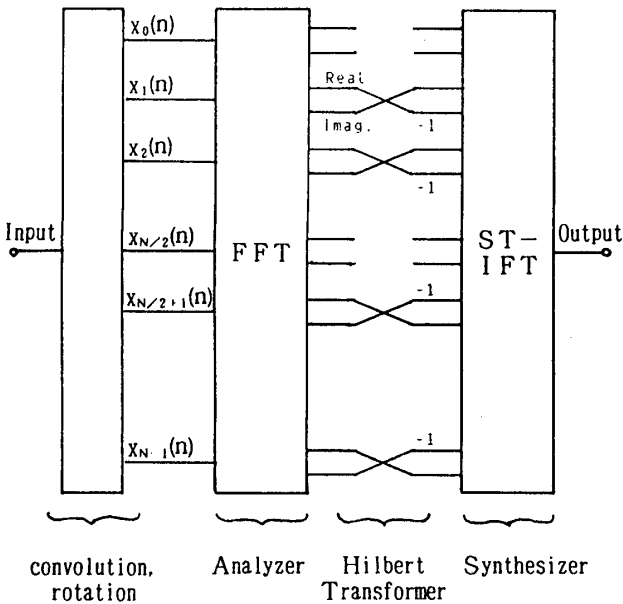 X0(n)
X1(n)
Real
Imag.
-1
X2(n)
-1
Input
XN/2(n)
FFT
ST-
IFT
Output
XN/2+1(n)
-1
XN-1(n)
-1
convolution,
rotation
Analyzer
Hilbert
Transformer
Synthesizer